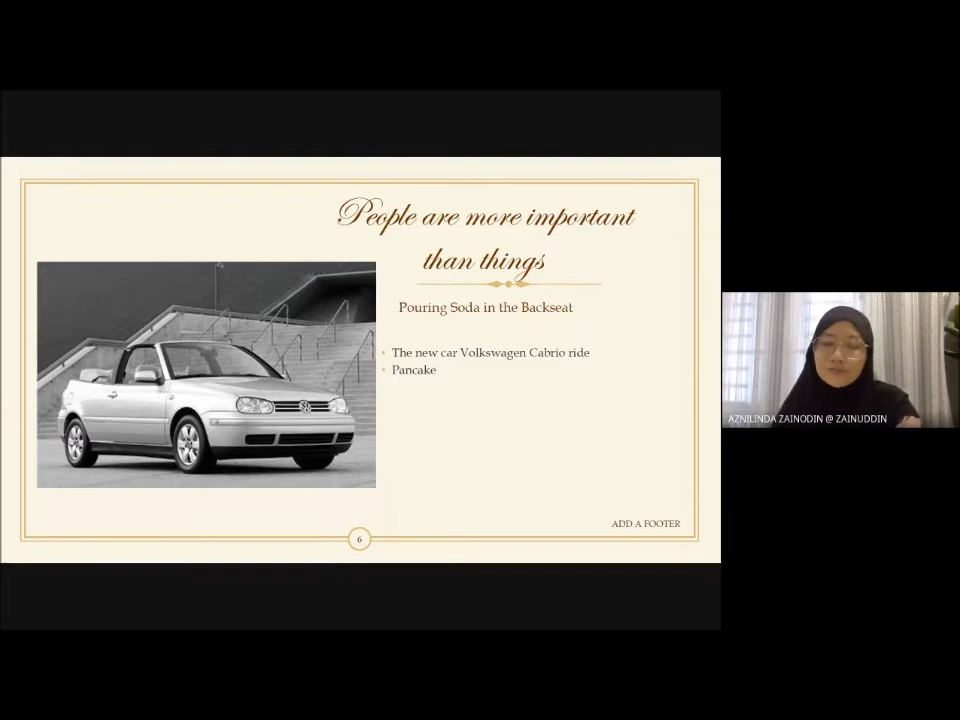 People are more important
than things
Pouring Soda in the Backseat
The new car Volkswagen Cabrio ride
Pancake
ADD A FOOTER
6
AZNILINDA ZAINODIN @ ZAINUDDIN